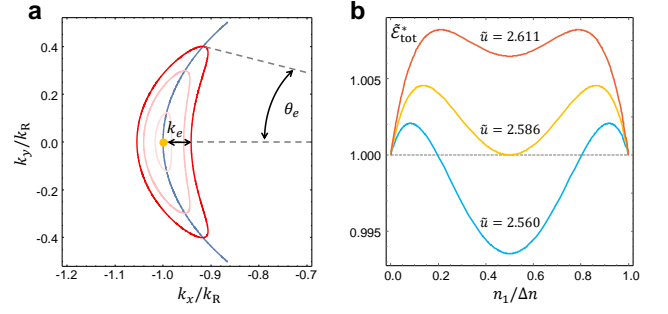 a
b
k_y/k_R
0.4
0.2
0.0
-0.2
-0.4
k_e
θ_e
-1.2
-1.1
-1.0
-0.9
-0.8
-0.7
k_x/k_R
ℰ̃*_tot
1.005
1.000
0.995
ũ = 2.611
ũ = 2.586
ũ = 2.560
0.0
0.2
0.4
0.6
0.8
1.0
n_1/Δn